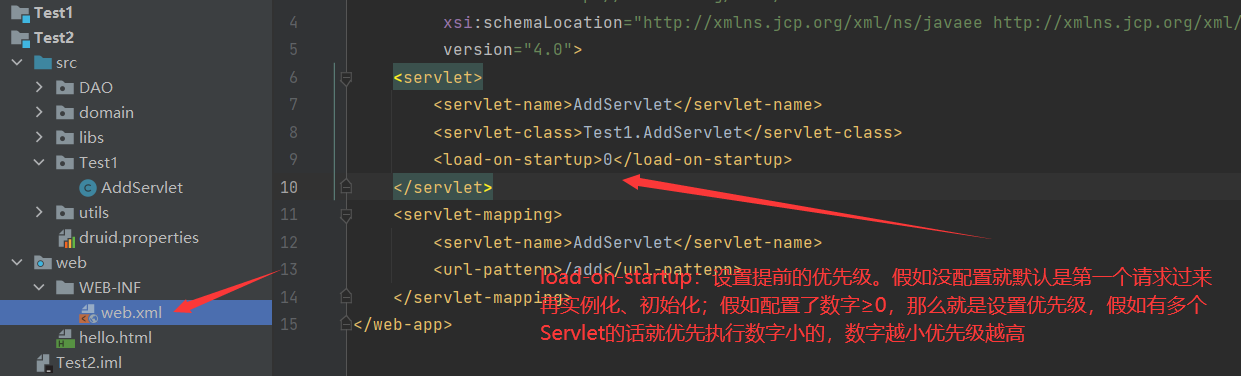 Test1
Test2
src
DAO
domain
libs
Test1
AddServlet
utils
druid.properties
web
WEB-INF
web.xml
hello.html
Test2.iml
4 xsi:schemaLocation="http://xmlns.jcp.org/xml/ns/javaee http://xmlns.jcp.org/xml/
5 version="4.0">
6 <servlet>
7 <servlet-name>AddServlet</servlet-name>
8 <servlet-class>Test1.AddServlet</servlet-class>
9 <load-on-startup>0</load-on-startup>
10 </servlet>
11 <servlet-mapping>
12 <servlet-name>AddServlet</servlet-name>
13 <url-pattern>/add</url-pattern>
14 </servlet-mapping>
15 </web-app>
load-on-startup：设置提前的优先级。假如没配置就默认是第一个请求过来
再实例化、初始化；假如配置了数字≥0，那么就是设置优先级，假如有多个
Servlet的话就优先执行数字小的，数字越小优先级越高